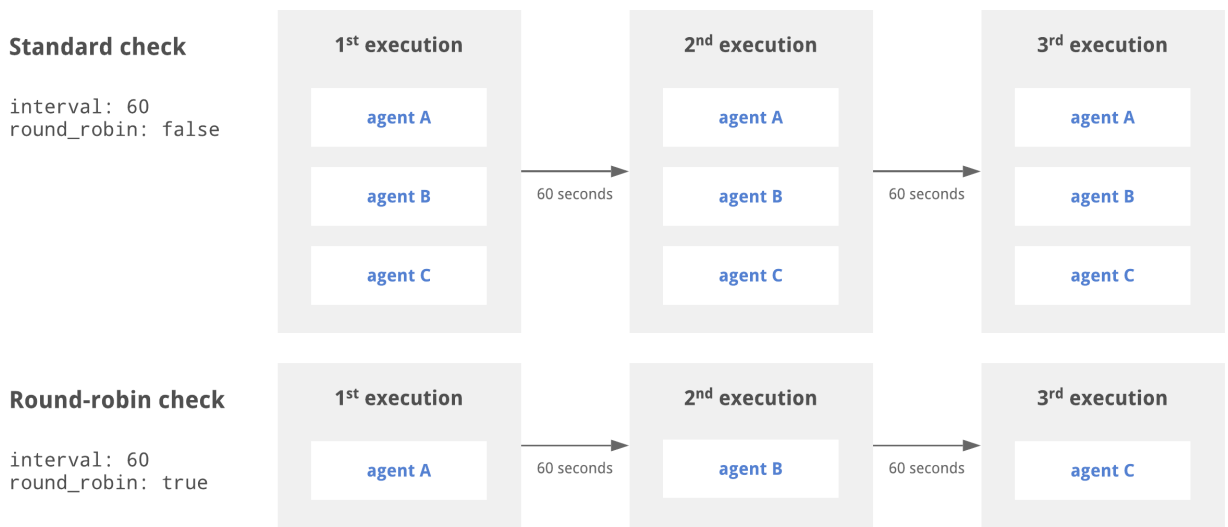 Standard check
interval: 60
round_robin: false
1st execution
agent A
agent B
agent C
60 seconds
2nd execution
agent A
agent B
agent C
60 seconds
3rd execution
agent A
agent B
agent C
Round-robin check
interval: 60
round_robin: true
1st execution
agent A
60 seconds
2nd execution
agent B
60 seconds
3rd execution
agent C